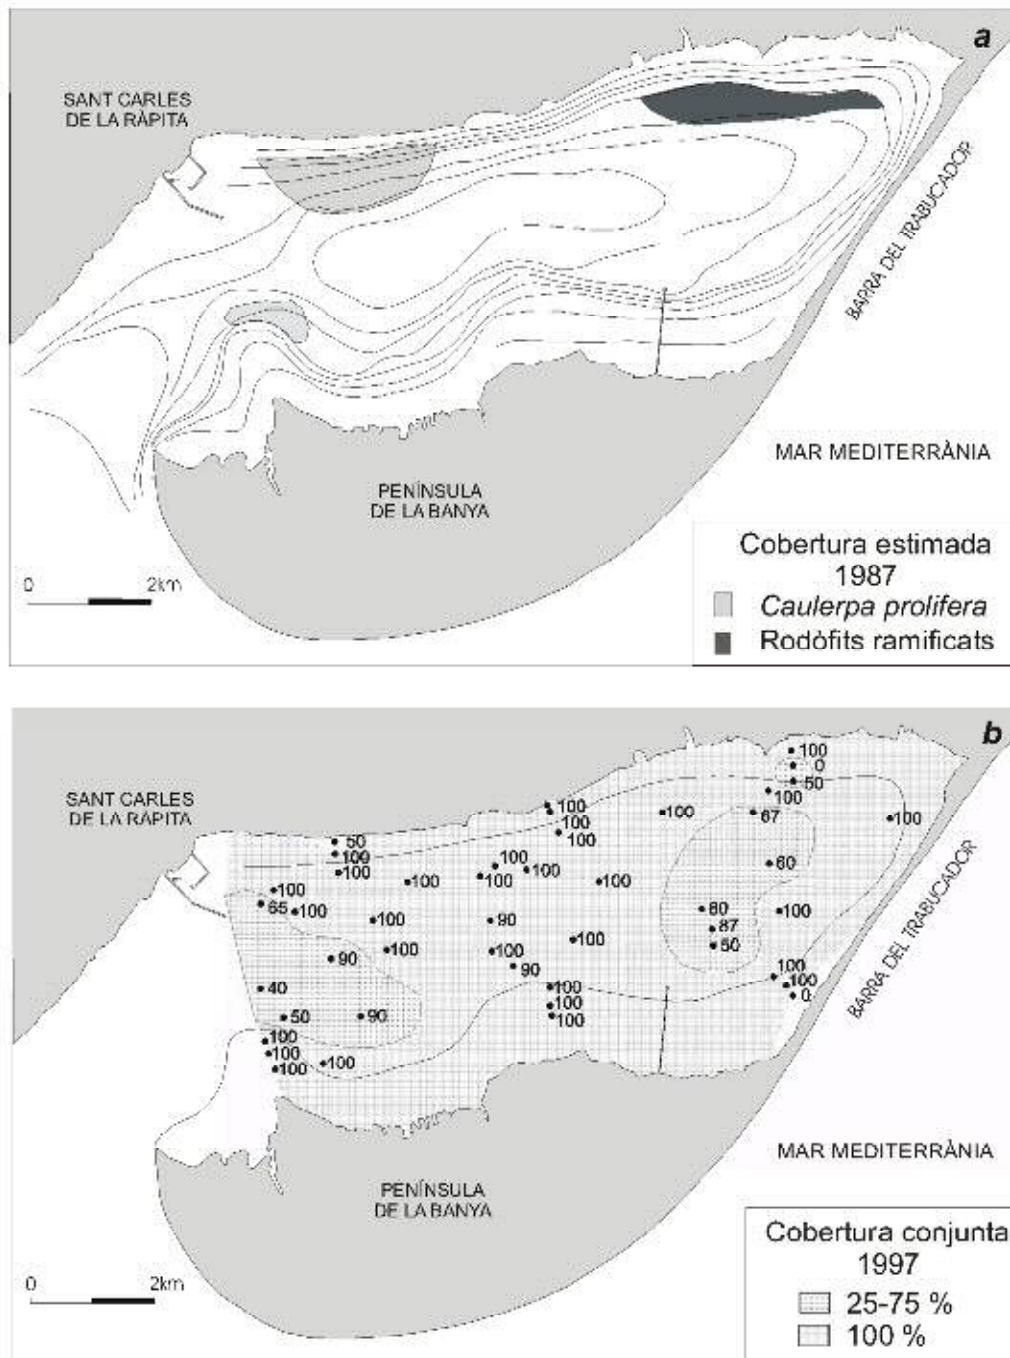 a
SANT CARLES
DE LA RÀPITA
BARRA DEL TRABUCADOR
MAR MEDITERRÀNIA
PENÍNSULA
DE LA BANYA
0 2km
Cobertura estimada
1987
Caulerpa prolifera
Rodòfits ramificats
b
100
0
50
100
100
100
67
100
100
100
50
100
100
80
100
100
100
100
100
100
65
100
80
100
100
90
87
100
100
50
90
100
90
100
40
100
100
0
100
100
50
90
100
100
100
100
SANT CARLES
DE LA RÀPITA
BARRA DEL TRABUCADOR
MAR MEDITERRÀNIA
PENÍNSULA
DE LA BANYA
0 2km
Cobertura conjunta
1997
25-75 %
100 %